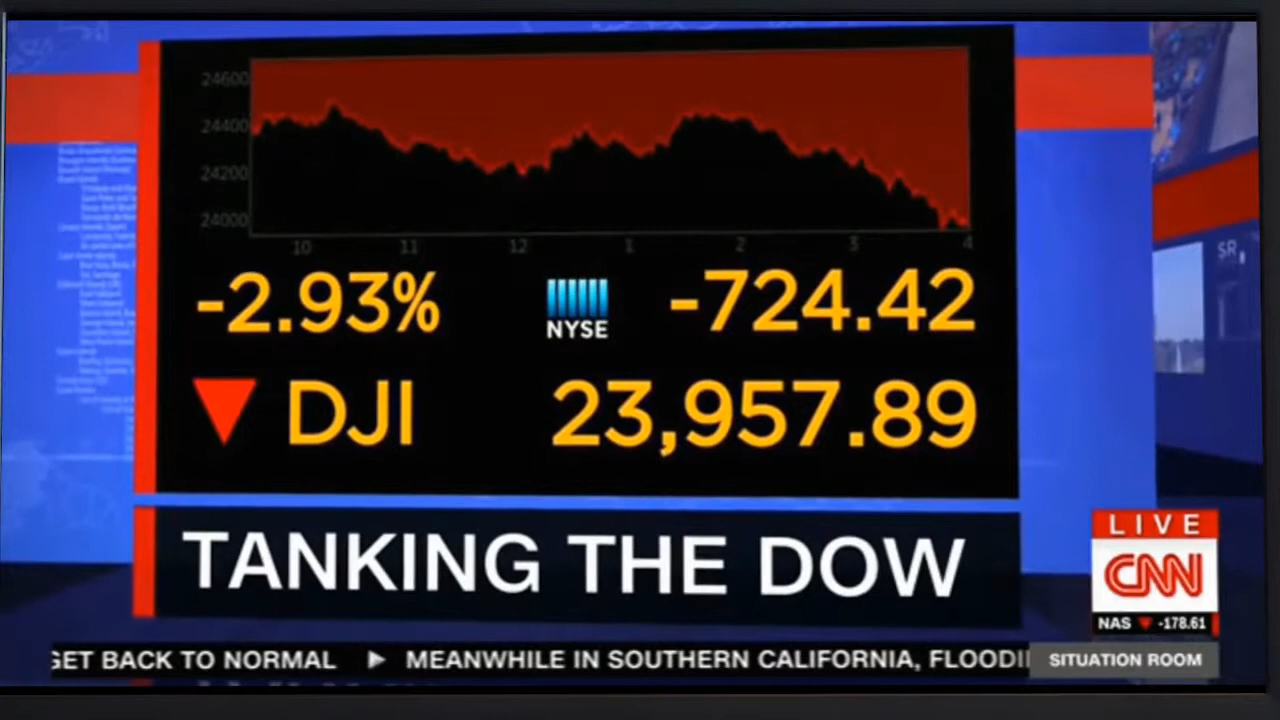 24600
24400
24200
24000
10 11 12 1 2 3 4
-2.93% NYSE -724.42
DJI 23,957.89
TANKING THE DOW
SR
LIVE
CNN
NAS -178.61
GET BACK TO NORMAL MEANWHILE IN SOUTHERN CALIFORNIA, FLOODI
SITUATION ROOM